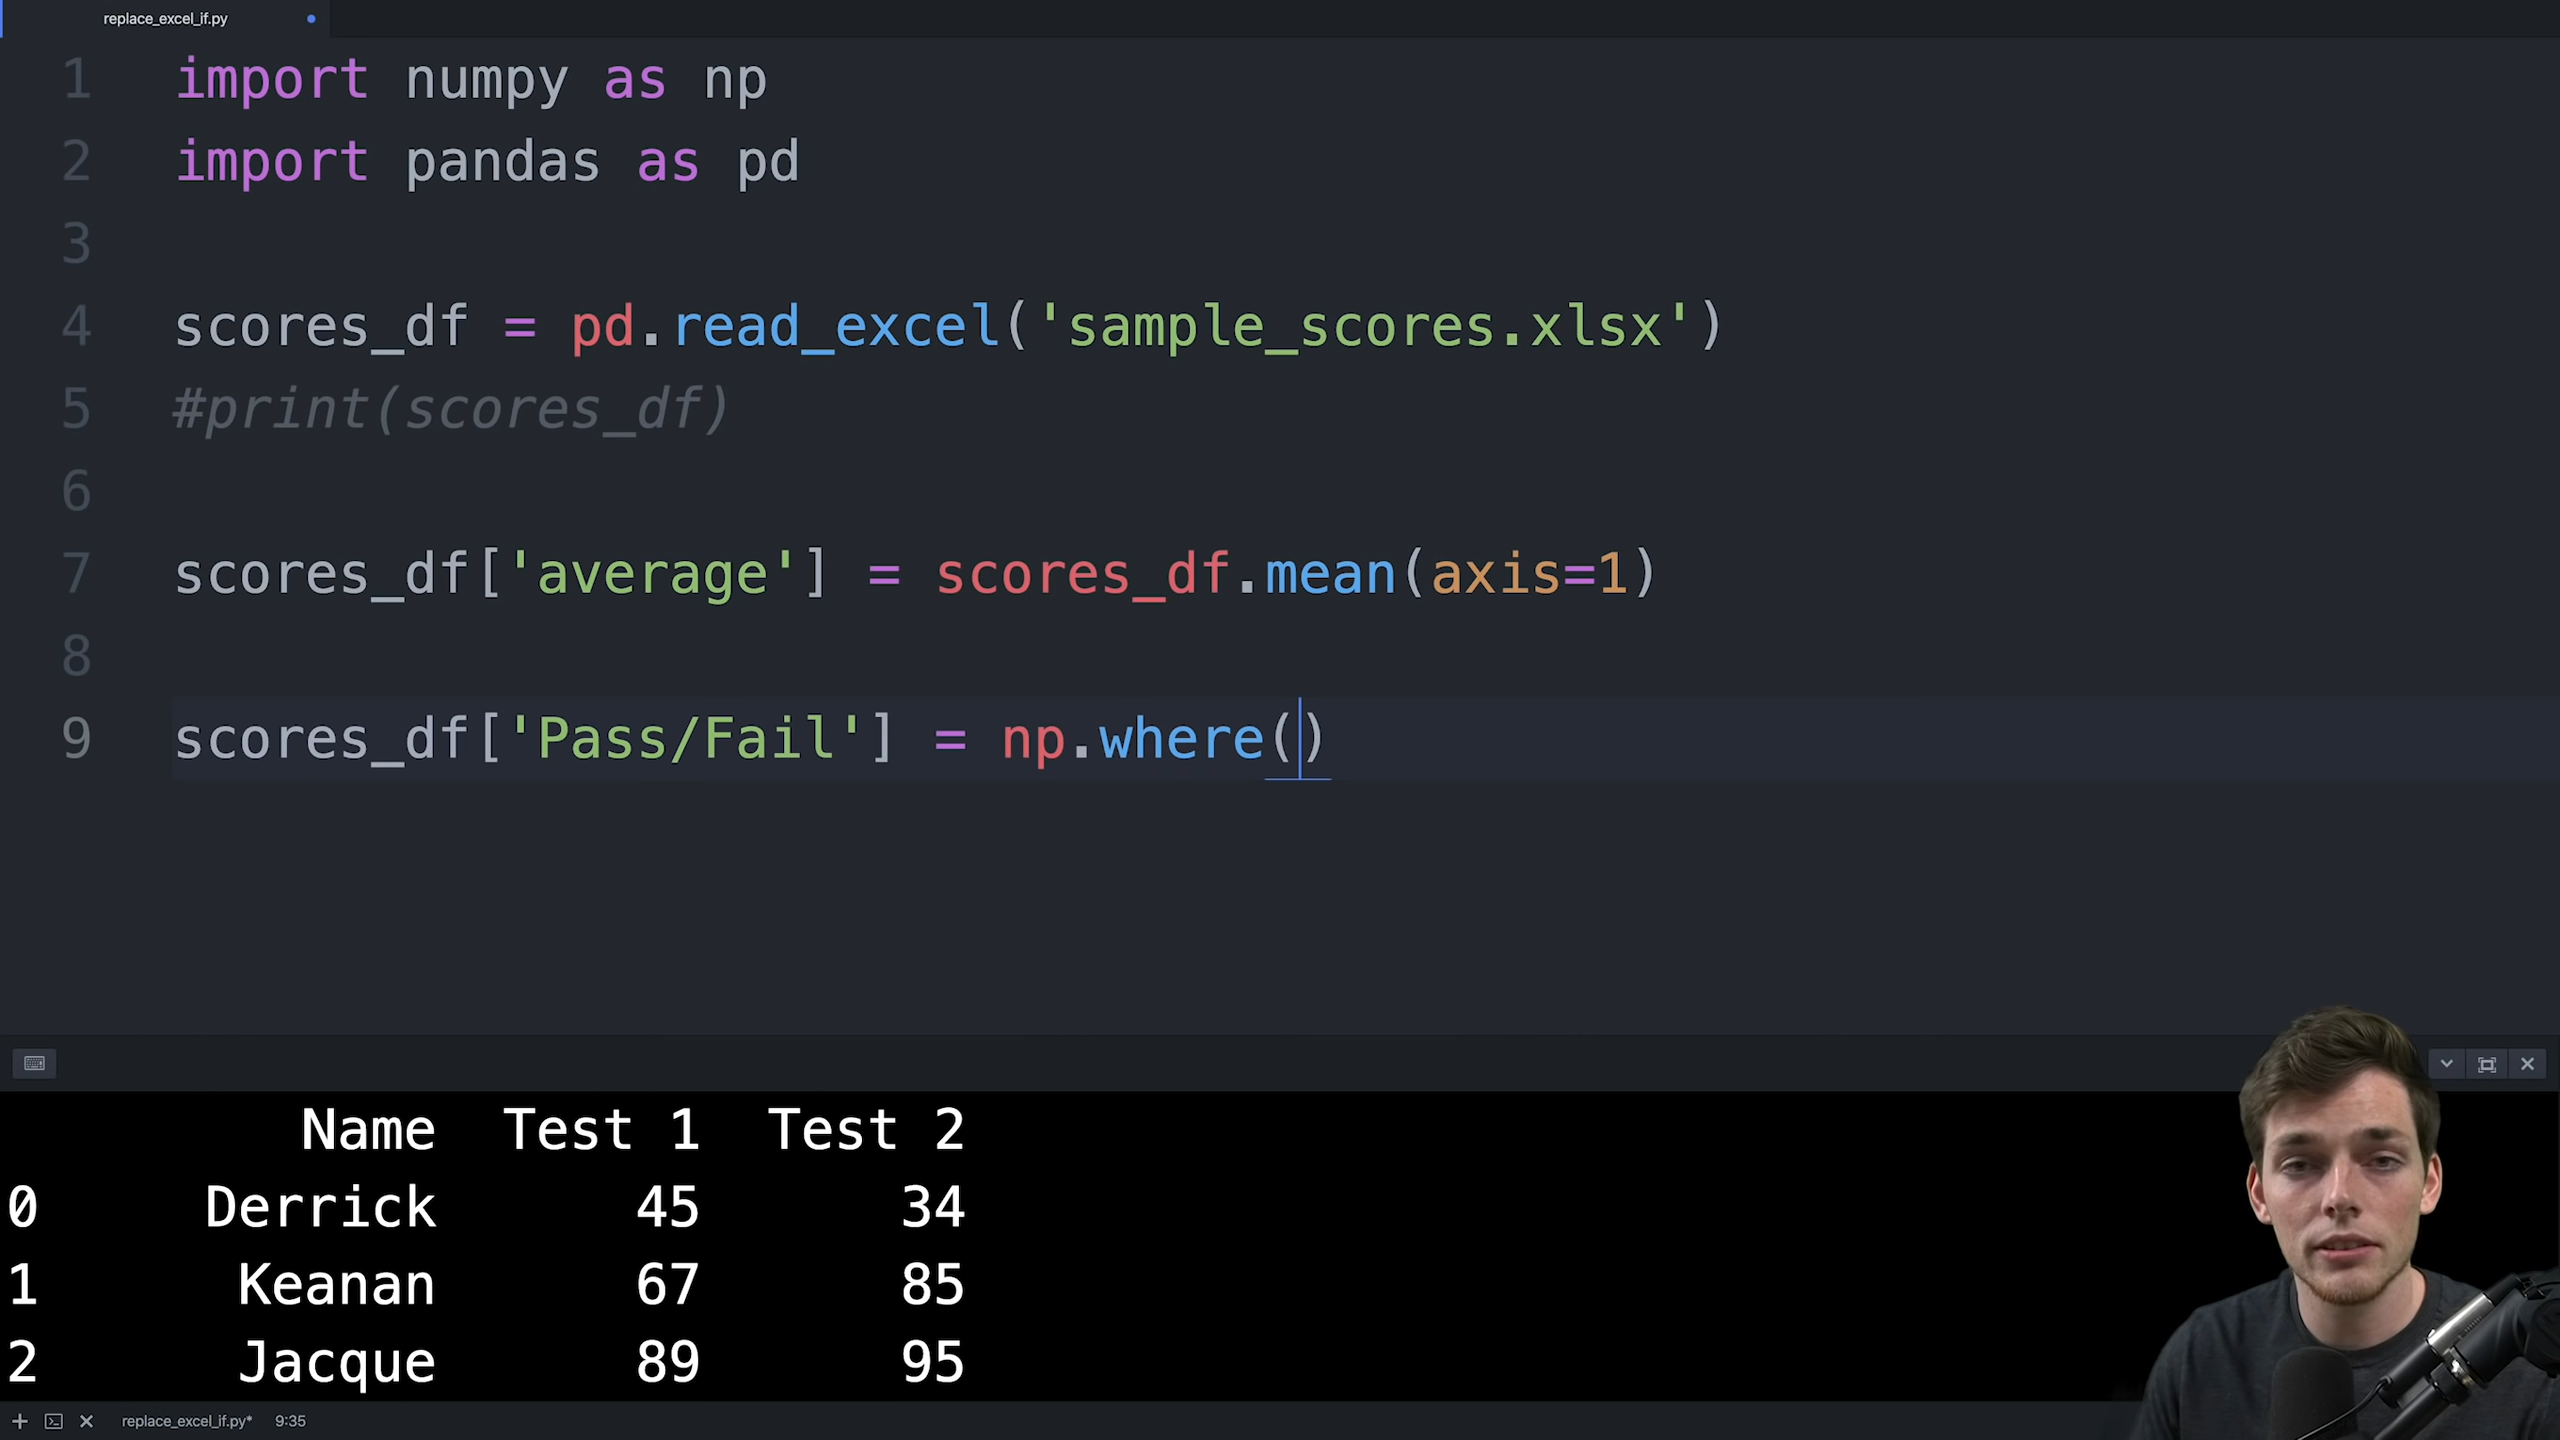 replace_excel_if.py
1 import numpy as np
2 import pandas as pd
3
4 scores_df = pd.read_excel('sample_scores.xlsx')
5 #print(scores_df)
6
7 scores_df['average'] = scores_df.mean(axis=1)
8
9 scores_df['Pass/Fail'] = np.where()
Name Test 1 Test 2
0 Derrick 45 34
1 Keanan 67 85
2 Jacque 89 95
replace_excel_if.py* 9:35